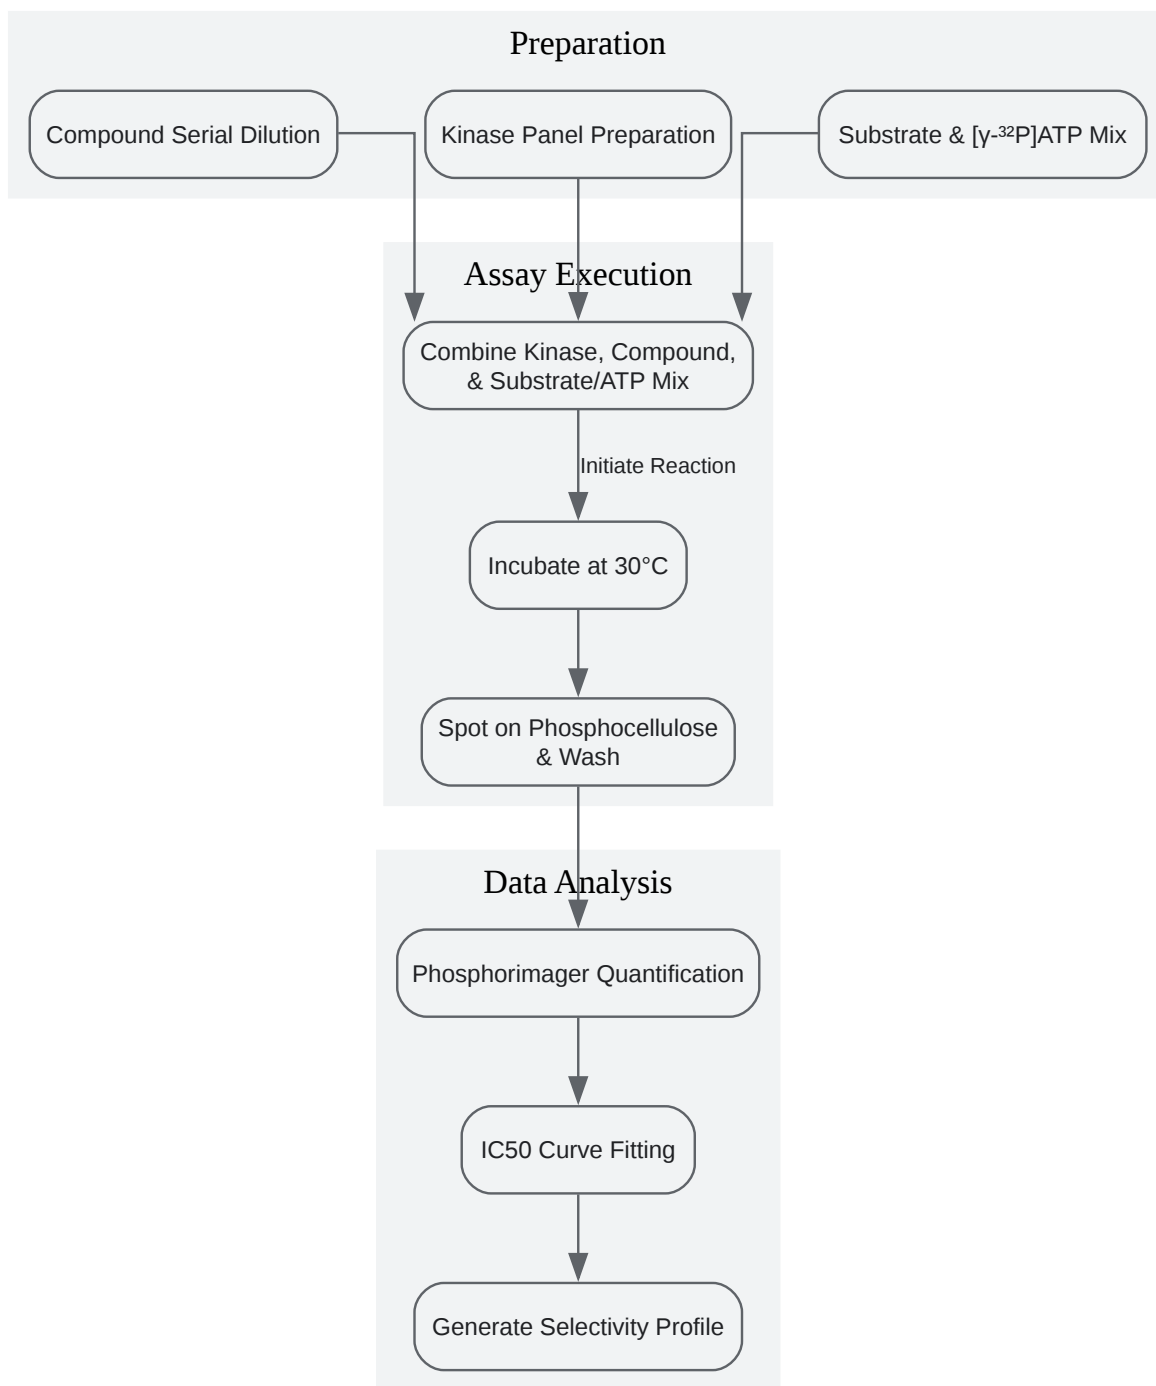 Preparation
Compound Serial Dilution
Kinase Panel Preparation
Substrate & [γ-³²P]ATP Mix
Assay Execution
Combine Kinase, Compound,
& Substrate/ATP Mix
Initiate Reaction
Incubate at 30°C
Spot on Phosphocellulose
& Wash
Data Analysis
Phosphorimager Quantification
IC50 Curve Fitting
Generate Selectivity Profile